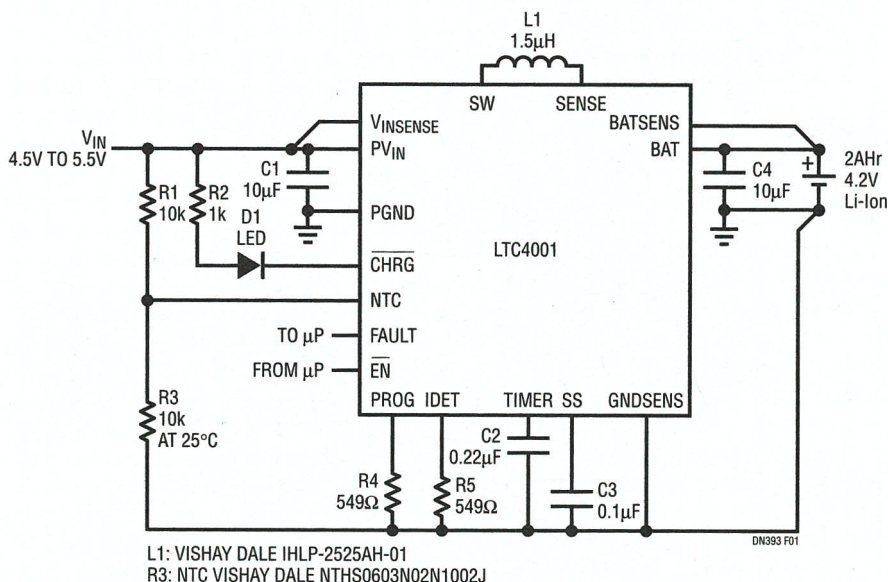 L1
1.5µH
SW
SENSE
VINSENSE
BATSENS
VIN
4.5V TO 5.5V
PVIN
BAT
R1
10k
R2
1k
C1
10µF
C4
10µF
+
2AHr
4.2V
Li-Ion
D1
LED
PGND
LTC4001
CHRG
NTC
TO µP
FAULT
FROM µP
EN
R3
10k
AT 25°C
PROG
IDET
TIMER
SS
GNDSENS
C2
0.22µF
R4
549Ω
R5
549Ω
C3
0.1µF
DN393 F01
L1: VISHAY DALE IHLP-2525AH-01
R3: NTC VISHAY DALE NTHS0603N02N1002J